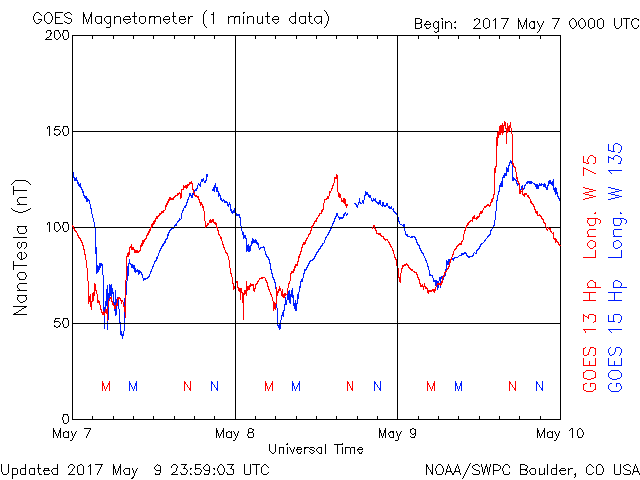 GOES Magnetometer (1 minute data)
Begin: 2017 May 7 0000 UTC
200
150
100
50
0
NanoTesla (nT)
M M N N M M N N M M N N
May 7 May 8 May 9 May 10
Universal Time
GOES 13 Hp Long. W 75
GOES 15 Hp Long. W 135
Updated 2017 May 9 23:59:03 UTC
NOAA/SWPC Boulder, CO USA